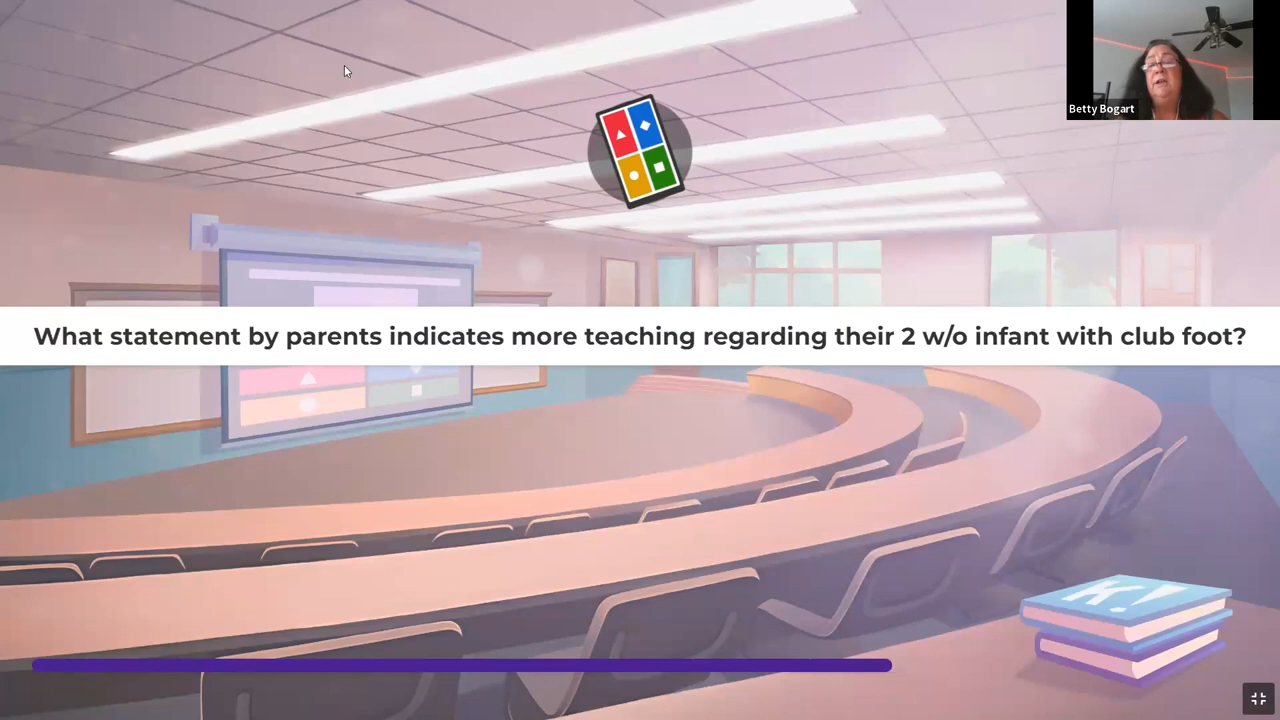 Betty Bogart
What statement by parents indicates more teaching regarding their 2 w/o infant with club foot?
K!